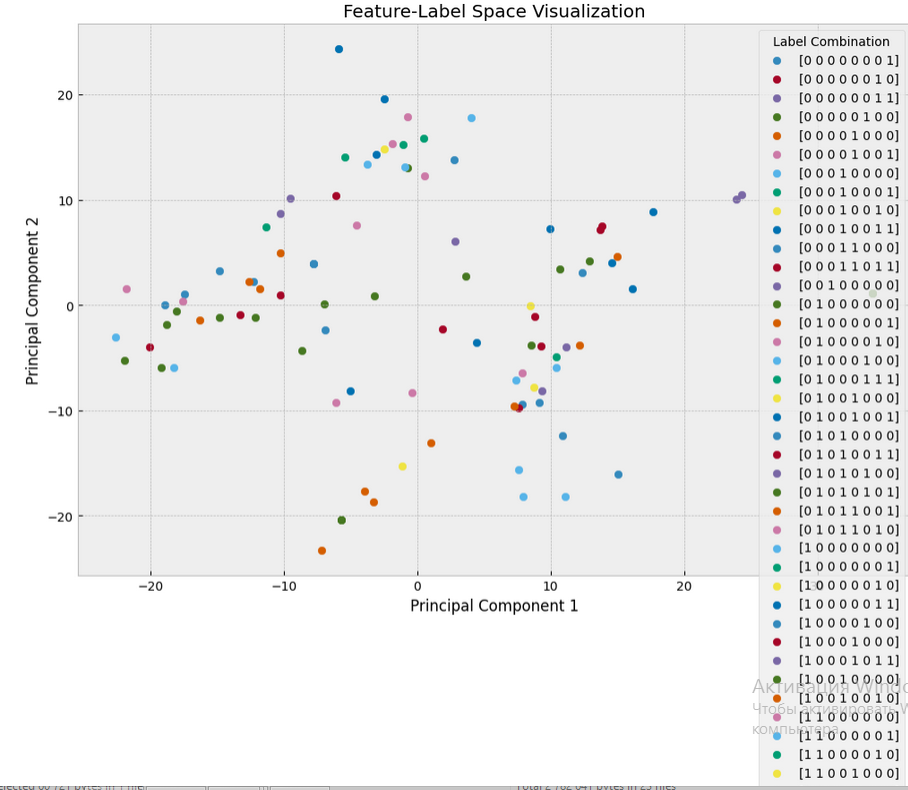 Feature-Label Space Visualization
Label Combination
[0 0 0 0 0 0 0 1]
[0 0 0 0 0 0 1 0]
[0 0 0 0 0 0 1 1]
[0 0 0 0 0 1 0 0]
[0 0 0 0 1 0 0 0]
[0 0 0 0 1 0 0 1]
[0 0 0 1 0 0 0 0]
[0 0 0 1 0 0 0 1]
[0 0 0 1 0 0 1 0]
[0 0 0 1 0 0 1 1]
[0 0 0 1 1 0 0 0]
[0 0 0 1 1 0 1 1]
[0 0 1 0 0 0 0 0]
[0 1 0 0 0 0 0 0]
[0 1 0 0 0 0 0 1]
[0 1 0 0 0 0 1 0]
[0 1 0 0 0 1 0 0]
[0 1 0 0 0 1 1 1]
[0 1 0 0 1 0 0 0]
[0 1 0 0 1 0 0 1]
[0 1 0 1 0 0 0 0]
[0 1 0 1 0 0 1 1]
[0 1 0 1 0 1 0 0]
[0 1 0 1 0 1 0 1]
[0 1 0 1 1 0 0 1]
[0 1 0 1 1 0 1 0]
[1 0 0 0 0 0 0 0]
[1 0 0 0 0 0 0 1]
[1 0 0 0 0 0 1 0]
[1 0 0 0 0 0 1 1]
[1 0 0 0 0 1 0 0]
[1 0 0 0 1 0 0 0]
[1 0 0 0 1 0 1 1]
[1 0 0 1 0 0 0 0]
[1 0 0 1 0 0 1 0]
[1 1 0 0 0 0 0 0]
[1 1 0 0 0 0 0 1]
[1 1 0 0 0 0 1 0]
[1 1 0 0 1 0 0 0]
20
10
0
−10
−20
Principal Component 2
−20
−10
0
10
20
30
Principal Component 1
Активация Windo
Чтобы активировать W
компьютера.